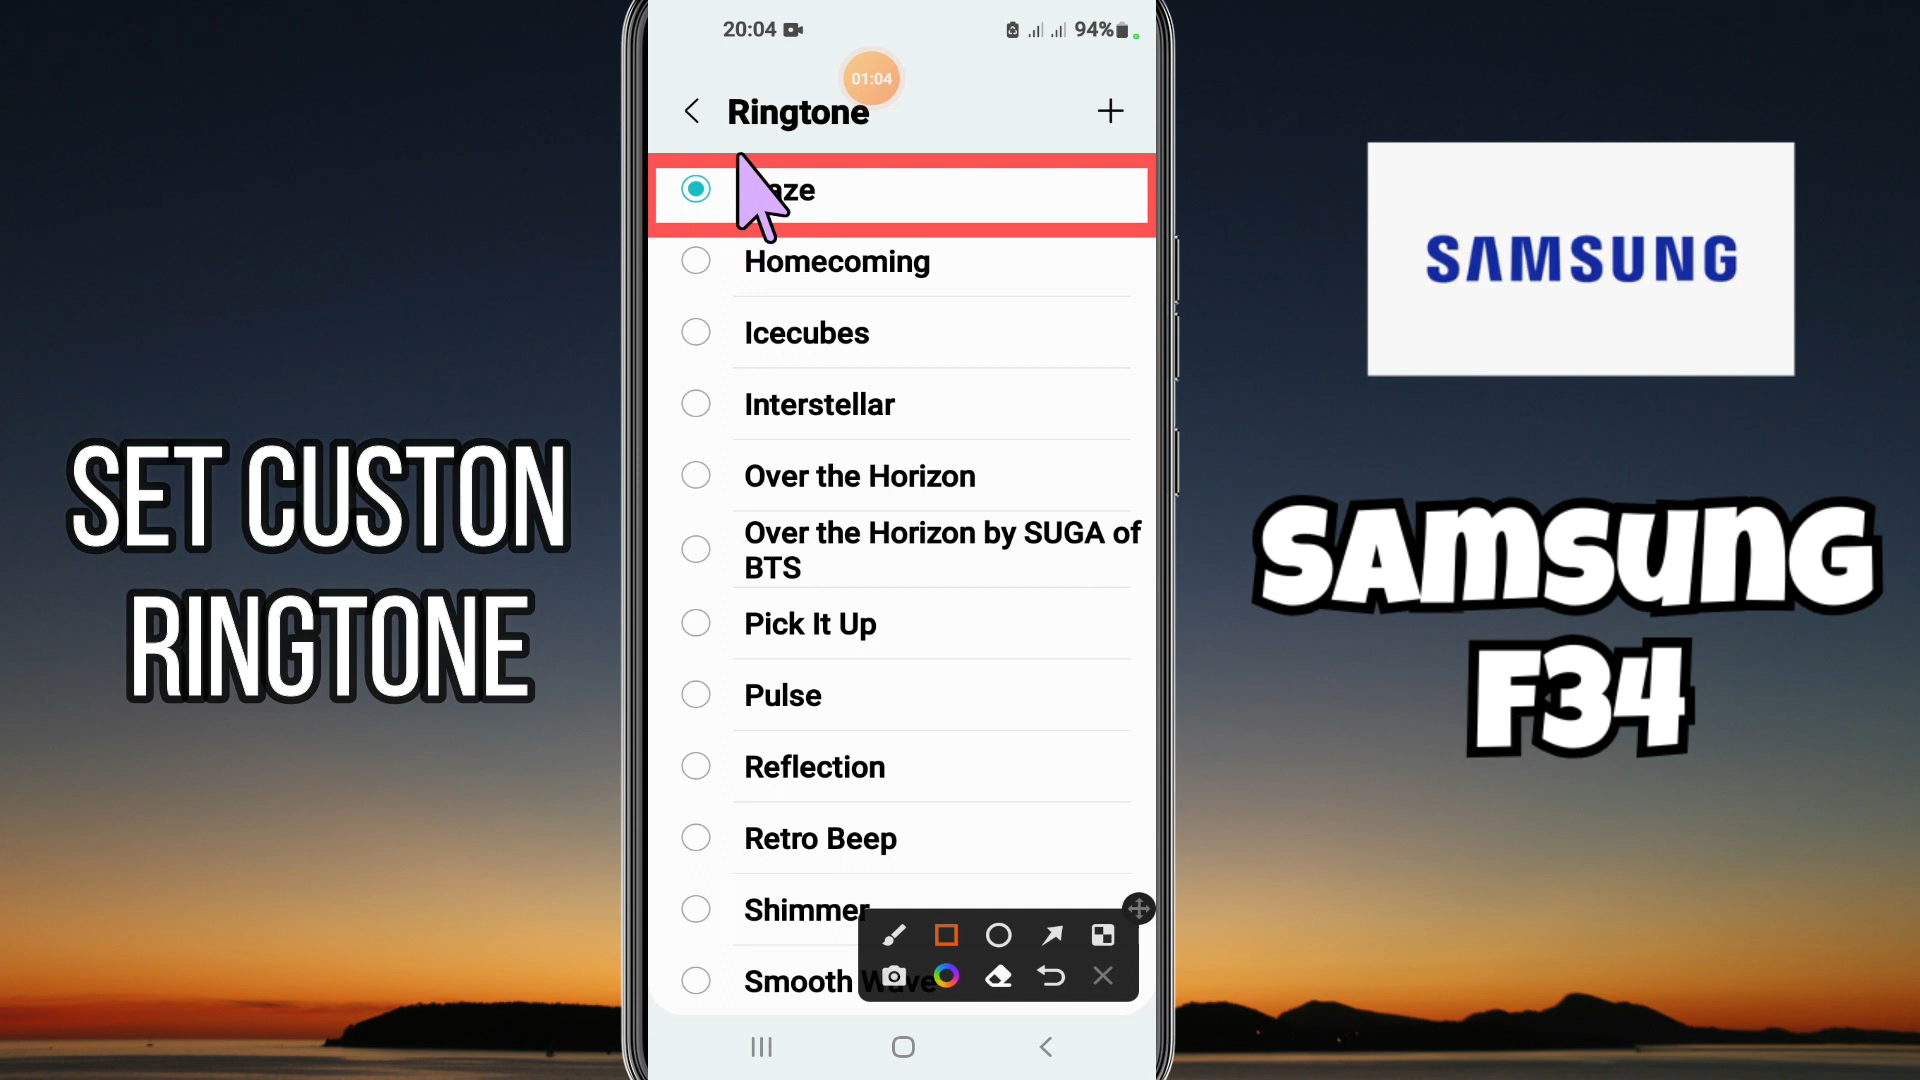 20:04
94%
01:04
Ringtone
Homecoming
Icecubes
Interstellar
Over the Horizon
Over the Horizon by SUGA of
BTS
Pick It Up
Pulse
Reflection
Retro Beep
Shimmer
Smooth Wave
SET CUSTON
RINGTONE
SAMSUNG
SAMSUNG
F34